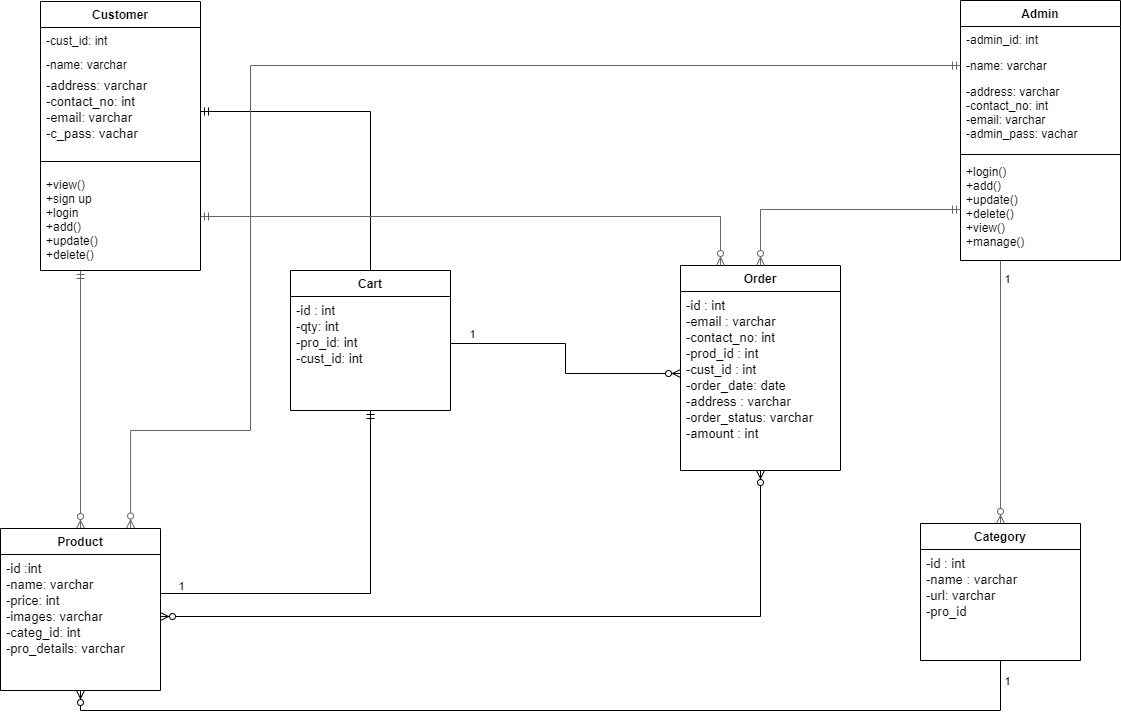 Customer
-cust_id: int
-name: varchar
-address: varchar
-contact_no: int
-email: varchar
-c_pass: vachar
+view()
+sign up
+login
+add()
+update()
+delete()
Admin
-admin_id: int
-name: varchar
-address: varchar
-contact_no: int
-email: varchar
-admin_pass: vachar
+login()
+add()
+update()
+delete()
+view()
+manage()
1
Cart
-id : int
-qty: int
-pro_id: int
-cust_id: int
1
Order
-id : int
-email : varchar
-contact_no: int
-prod_id : int
-cust_id : int
-order_date: date
-address : varchar
-order_status: varchar
-amount : int
Product
-id :int
-name: varchar
-price: int
-images: varchar
-categ_id: int
-pro_details: varchar
1
Category
-id : int
-name : varchar
-url: varchar
-pro_id
1